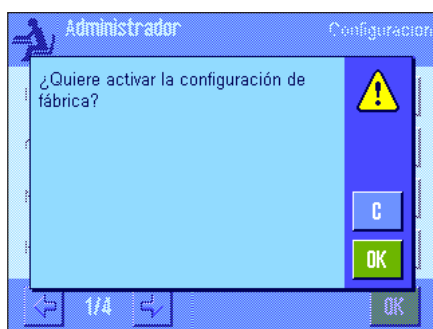 Administrador
Configuracion
¿Quiere activar la configuración de
fábrica?
C
OK
1/4
OK